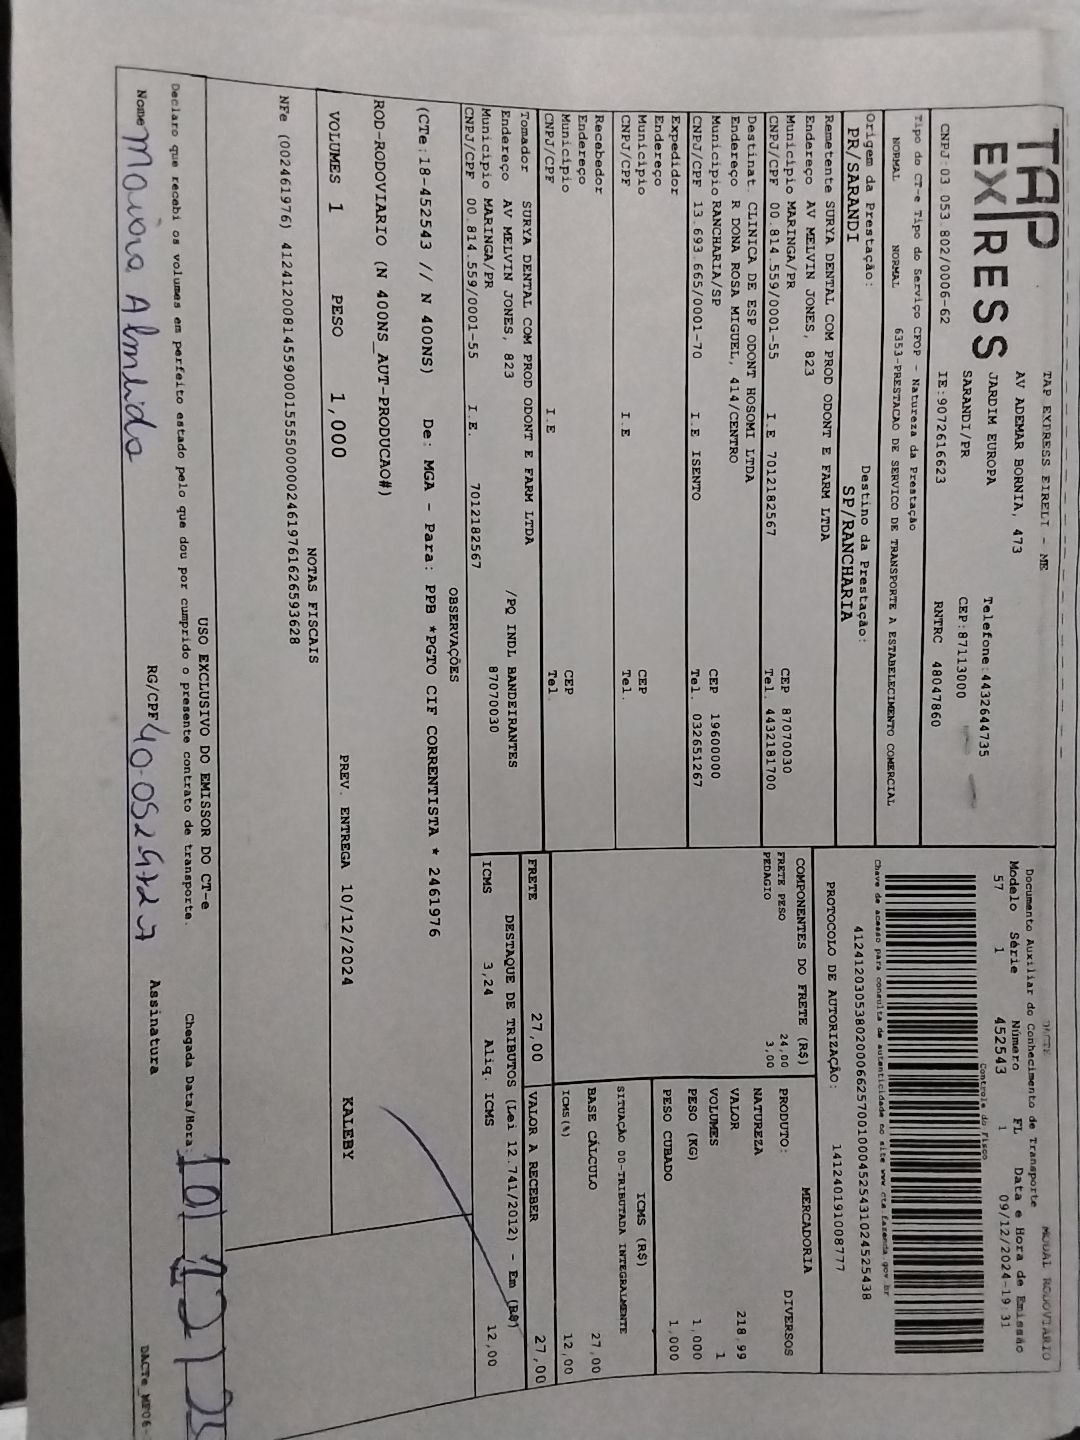 TAP EXPRESS
TAP EXPRESS EIRELI - ME
AV ADEMAR BORNIA, 473
JARDIM EUROPA Telefone:4432644735
SARANDI/PR CEP:87113000
CNPJ:03 053 802/0006-62 IE:9072616623 RNTRC 48047860
Tipo do CT-e Tipo do Serviço CFOP - Natureza da Prestação
NORMAL NORMAL 6353-PRESTACAO DE SERVICO DE TRANSPORTE A ESTABELECIMENTO COMERCIAL
Origem da Prestação: Destino da Prestação:
PR/SARANDI SP/RANCHARIA
Remetente SURYA DENTAL COM PROD ODONT E FARM LTDA
Endereço AV MELVIN JONES, 823
Municipio MARINGA/PR CEP 87070030
CNPJ/CPF 00.814.559/0001-55 I.E 7012182567 Tel. 4432181700
Destinat. CLINICA DE ESP ODONT HOSOMI LTDA
Endereço R DONA ROSA MIGUEL, 414/CENTRO
Municipio RANCHARIA/SP CEP 19600000
CNPJ/CPF 13.693.665/0001-70 I.E ISENTO Tel. 032651267
Expedidor
Endereço
Municipio CEP
CNPJ/CPF I.E Tel.
Recebedor
Endereço
Municipio CEP
CNPJ/CPF I.E Tel.
Tomador SURYA DENTAL COM PROD ODONT E FARM LTDA
Endereço AV MELVIN JONES, 823 /PQ INDL BANDEIRANTES
Municipio MARINGA/PR 87070030
CNPJ/CPF 00.814.559/0001-55 I.E. 7012182567
DACTE MODAL RODOVIARIO
Documento Auxiliar do Conhecimento de Transporte
Modelo Série Número FL Data e Hora de Emissão
57 1 452543 1 09/12/2024-19:31
Controle do Fisco
Chave de acesso para consulta de autenticidade no site www.cte.fazenda.gov.br
41241203053802000662570010004525431024525438
PROTOCOLO DE AUTORIZAÇÃO: 141240191008777
COMPONENTES DO FRETE (R$)
FRETE PESO 24,00
PEDAGIO 3,00
MERCADORIA
PRODUTO: DIVERSOS
NATUREZA
VALOR 218,99
VOLUMES 1
PESO (KG) 1,000
PESO CUBADO 1,000
ICMS (R$)
SITUAÇÃO 00-TRIBUTADA INTEGRALMENTE
BASE CÁLCULO 27,00
ICMS(%) 12,00
FRETE 27,00 VALOR A RECEBER 27,00
DESTAQUE DE TRIBUTOS (Lei 12.741/2012) - Em (R$)
ICMS 3,24 Aliq. ICMS 12,00
OBSERVAÇÕES
(CTe:18-452543 // N 400NS) De: MGA - Para: PPB *PGTO CIF CORRENTISTA * 2461976
ROD-RODOVIARIO (N 400NS_AUT-PRODUCAO#)
VOLUMES 1 PESO 1,000 PREV. ENTREGA 10/12/2024 KALEBY
NOTAS FISCAIS
NFe (002461976) 41241200814559000155550000024619761626593628
USO EXCLUSIVO DO EMISSOR DO CT-e
Declaro que recebi os volumes em perfeito estado pelo que dou por cumprido o presente contrato de transporte. Chegada Data/Hora:
Nome Almeida RG/CPF Assinatura